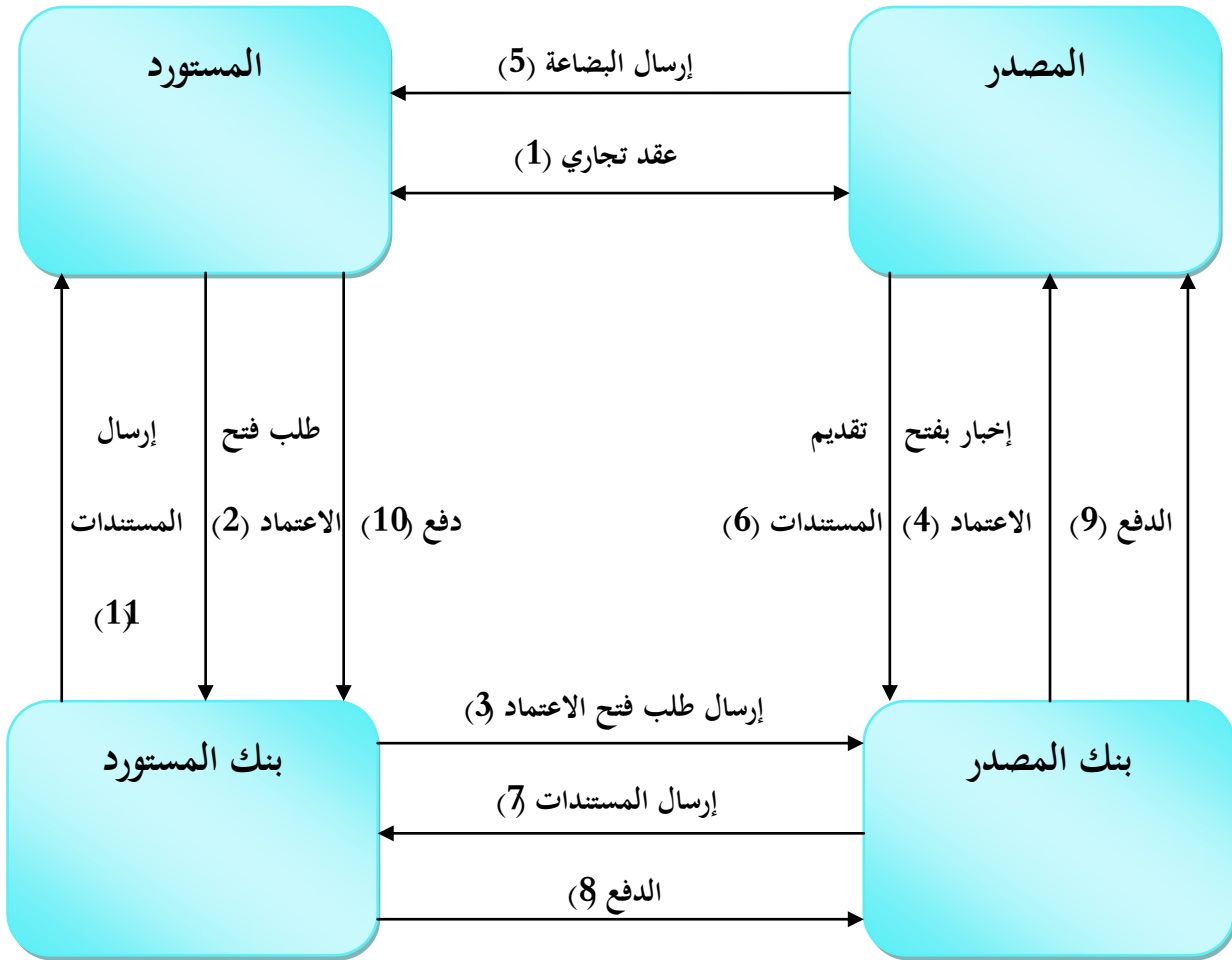 المصدر
المستورد
إرسال البضاعة (5)
عقد تجاري (1)
الدفع (9)
إخبار بفتح
الاعتماد (4)
تقديم
المستندات (6)
دفع (10)
طلب فتح
الاعتماد (2)
إرسال
المستندات
(11)
إرسال طلب فتح الاعتماد (3)
بنك المصدر
بنك المستورد
إرسال المستندات (7)
الدفع (8)